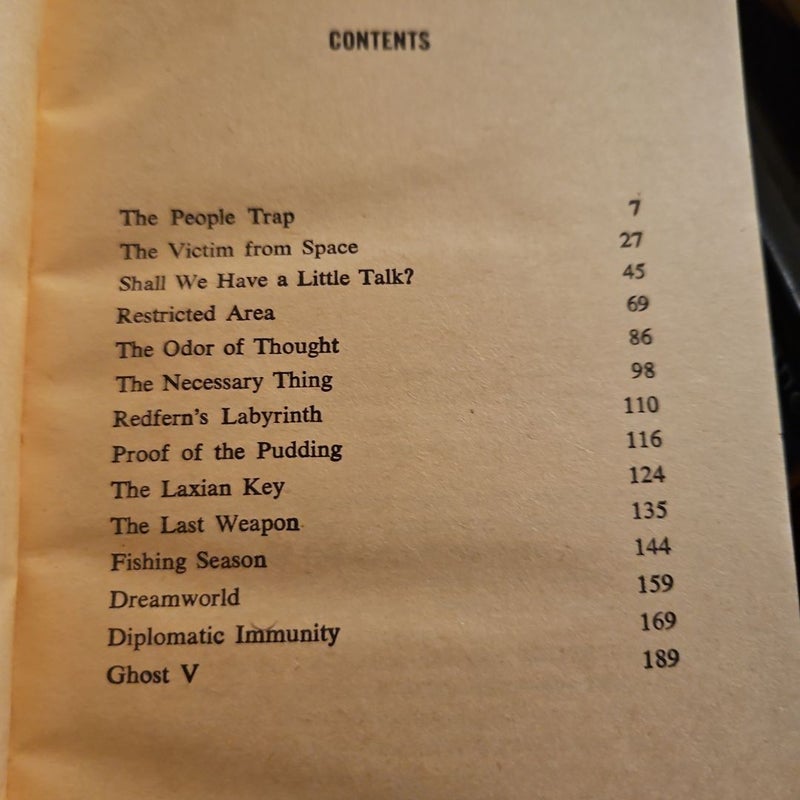 CONTENTS
The People Trap 7
The Victim from Space 27
Shall We Have a Little Talk? 45
Restricted Area 69
The Odor of Thought 86
The Necessary Thing 98
Redfern's Labyrinth 110
Proof of the Pudding 116
The Laxian Key 124
The Last Weapon 135
Fishing Season 144
Dreamworld 159
Diplomatic Immunity 169
Ghost V 189